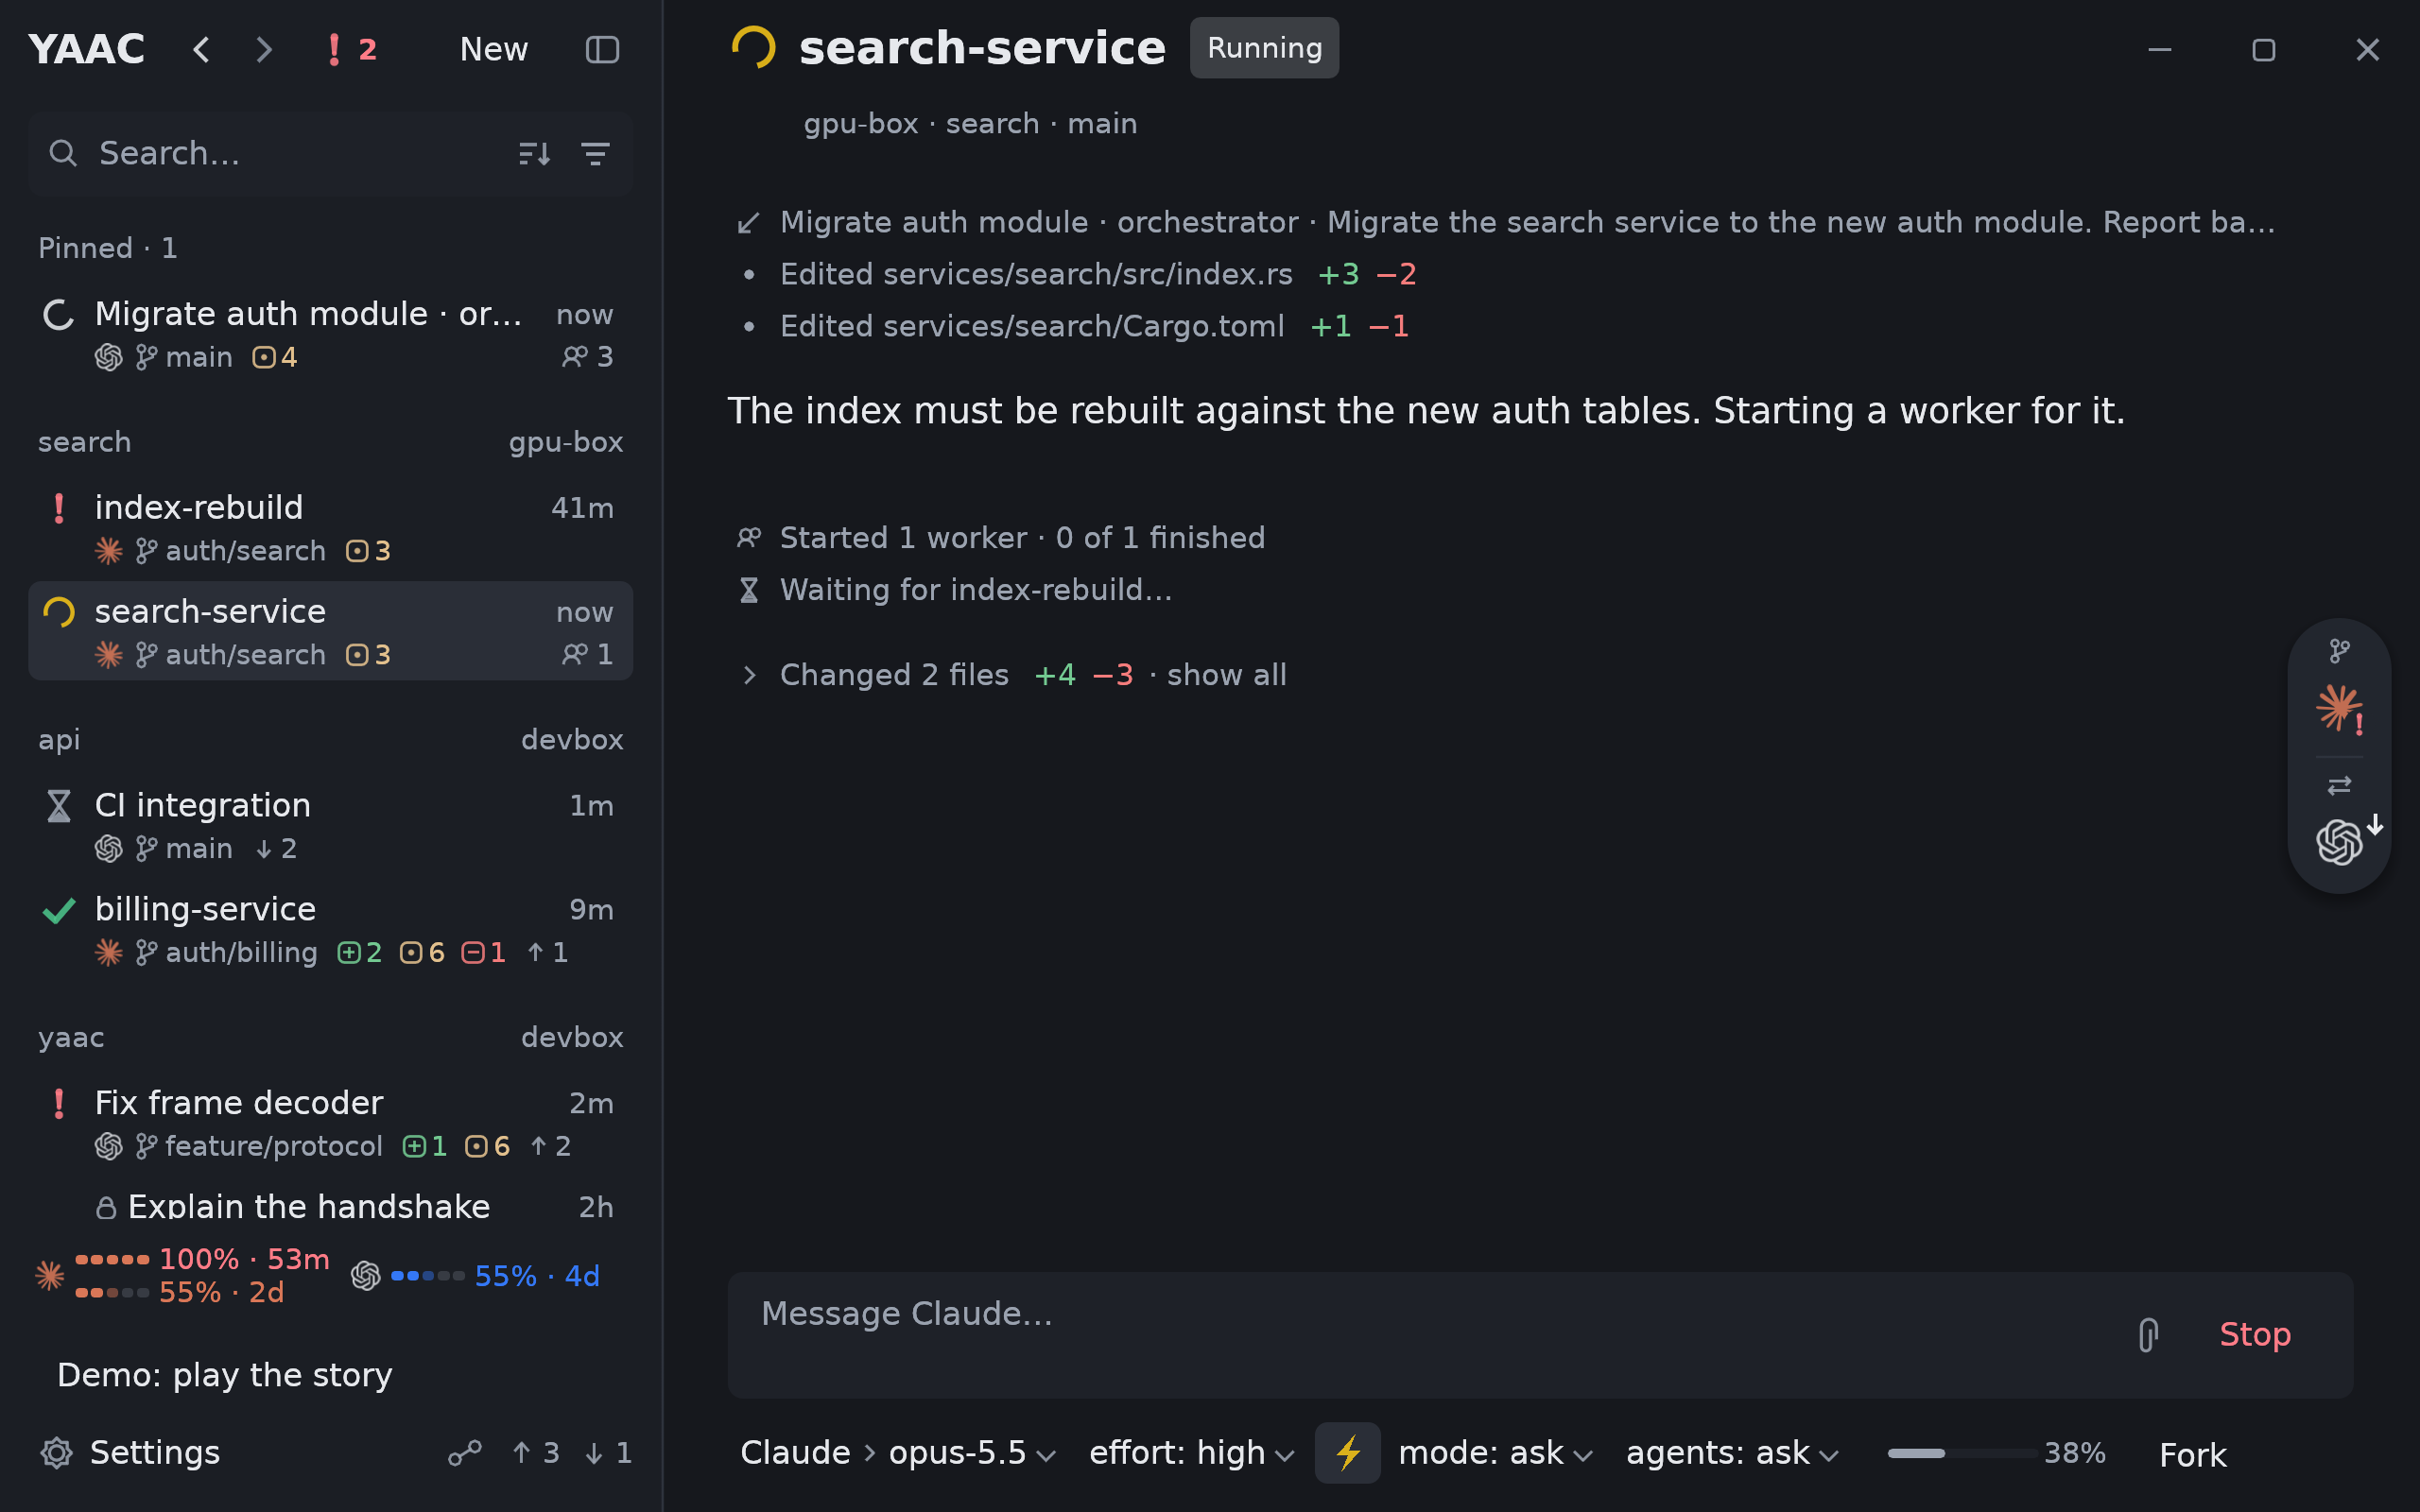 YAAC 2 New
Search...
Pinned · 1
Migrate auth module · or... now
main 4 3
search gpu-box
index-rebuild 41m
auth/search 3
search-service now
auth/search 3 1
api devbox
CI integration 1m
main ↓ 2
billing-service 9m
auth/billing 2 6 1 ↑ 1
yaac devbox
Fix frame decoder 2m
feature/protocol 1 6 ↑ 2
Explain the handshake 2h
100% · 53m
55% · 2d
55% · 4d
Demo: play the story
Settings ↑ 3 ↓ 1
search-service Running
gpu-box · search · main
Migrate auth module · orchestrator · Migrate the search service to the new auth module. Report ba...
• Edited services/search/src/index.rs +3 −2
• Edited services/search/Cargo.toml +1 −1
The index must be rebuilt against the new auth tables. Starting a worker for it.
Started 1 worker · 0 of 1 finished
Waiting for index-rebuild...
Changed 2 files +4 −3 · show all
Message Claude...
Stop
Claude > opus-5.5 effort: high mode: ask agents: ask 38% Fork